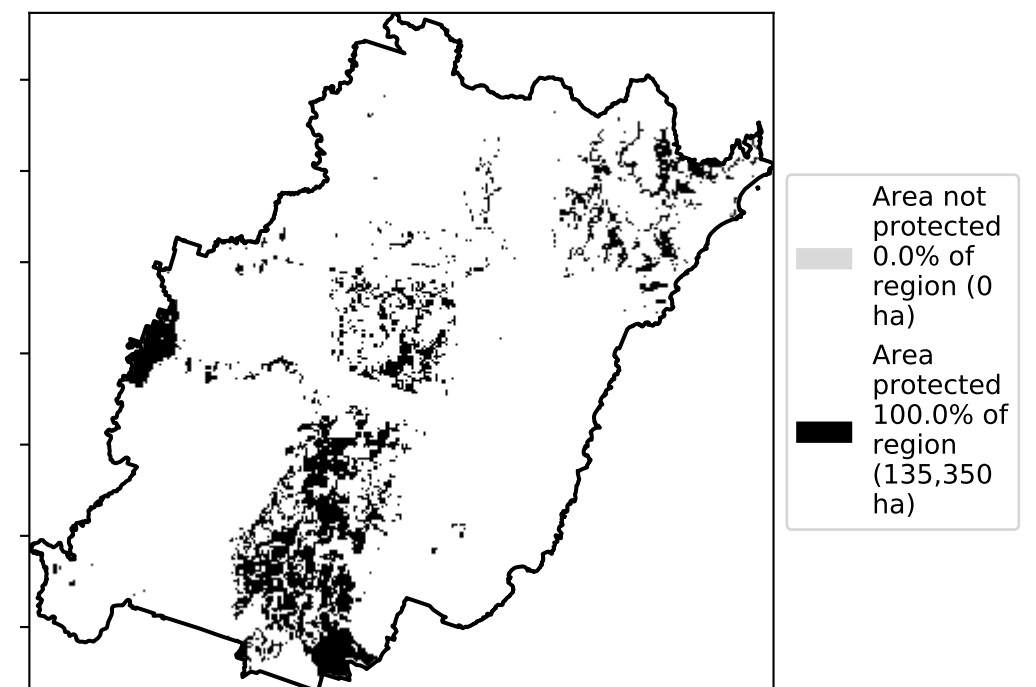 Area not
protected
0.0% of
region (0
ha)
Area
protected
100.0% of
region
(135,350
ha)